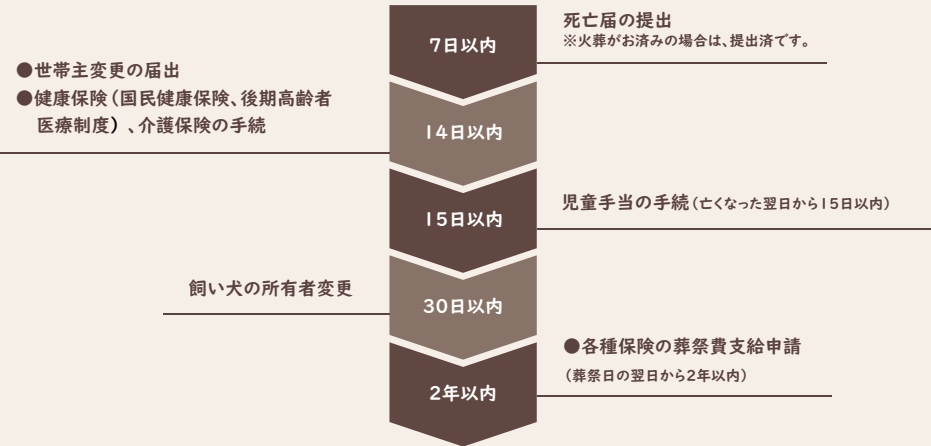 7日以内
死亡届の提出
※火葬がお済みの場合は、提出済です。
●世帯主変更の届出
●健康保険(国民健康保険、後期高齢者
医療制度)、介護保険の手続
14日以内
15日以内
児童手当の手続(亡くなった翌日から15日以内)
飼い犬の所有者変更
30日以内
●各種保険の葬祭費支給申請
(葬祭日の翌日から2年以内)
2年以内